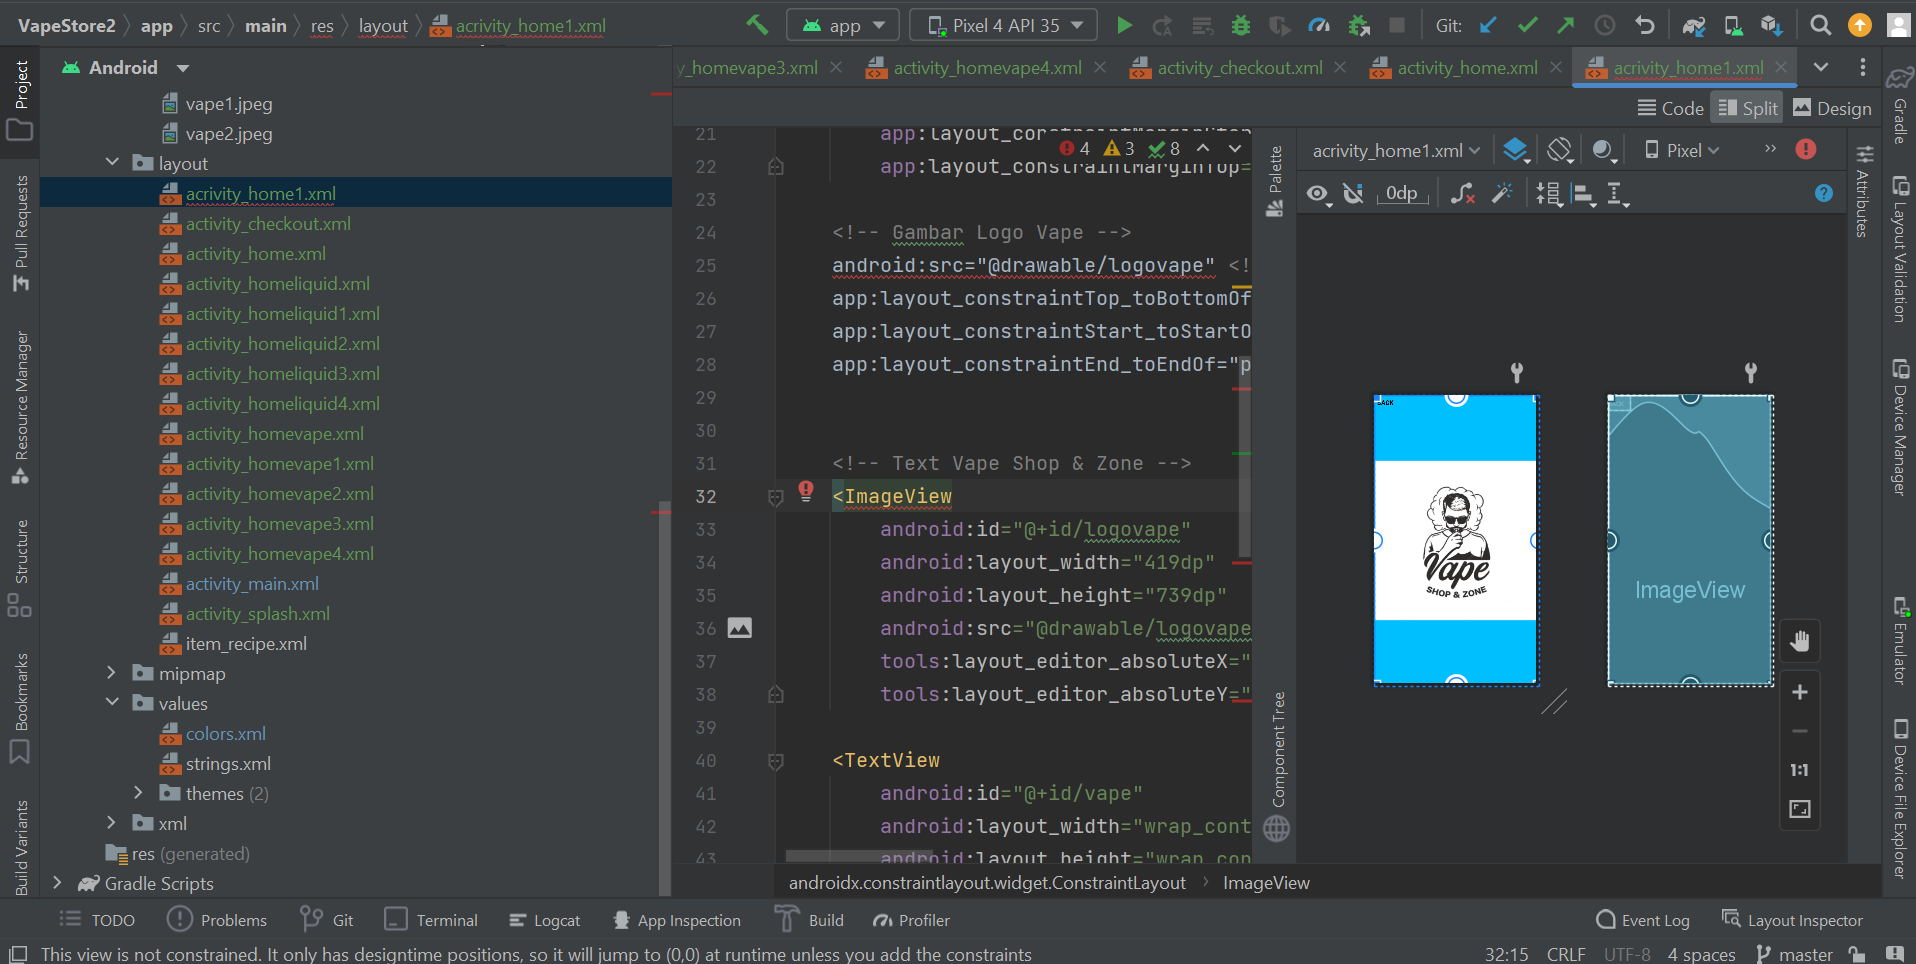 VapeStore2 app src main res layout acrivity_home1.xml
app Pixel 4 API 35 Git:
Android
y_homevape3.xml activity_homevape4.xml activity_checkout.xml activity_home.xml acrivity_home1.xml
Code Split Design
Project
Pull Requests
Resource Manager
Structure
Bookmarks
Build Variants
vape1.jpeg
vape2.jpeg
layout
acrivity_home1.xml
activity_checkout.xml
activity_home.xml
activity_homeliquid.xml
activity_homeliquid1.xml
activity_homeliquid2.xml
activity_homeliquid3.xml
activity_homeliquid4.xml
activity_homevape.xml
activity_homevape1.xml
activity_homevape2.xml
activity_homevape3.xml
activity_homevape4.xml
activity_main.xml
activity_splash.xml
item_recipe.xml
mipmap
values
colors.xml
strings.xml
themes (2)
xml
res (generated)
Gradle Scripts
4 3 8
21
22 app:layout_constraintMarginTop=
23
24 <!-- Gambar Logo Vape -->
25 android:src="@drawable/logovape" <!
26 app:layout_constraintTop_toBottomOf
27 app:layout_constraintStart_toStartO
28 app:layout_constraintEnd_toEndOf="p
29
30
31 <!-- Text Vape Shop & Zone -->
32 <ImageView
33 android:id="@+id/logovape"
34 android:layout_width="419dp"
35 android:layout_height="739dp"
36 android:src="@drawable/logovape
37 tools:layout_editor_absoluteX="
38 tools:layout_editor_absoluteY="
39
40 <TextView
41 android:id="@+id/vape"
42 android:layout_width="wrap_cont
43 android:layout_height="wrap_con
androidx.constraintlayout.widget.ConstraintLayout ImageView
Palette
Component Tree
acrivity_home1.xml Pixel
0dp
BACK
Vape
SHOP & ZONE
ImageView
1:1
Attributes
Gradle
Layout Validation
Device Manager
Emulator
Device File Explorer
TODO Problems Git Terminal Logcat App Inspection Build Profiler Event Log Layout Inspector
This view is not constrained. It only has designtime positions, so it will jump to (0,0) at runtime unless you add the constraints 32:15 CRLF UTF-8 4 spaces master